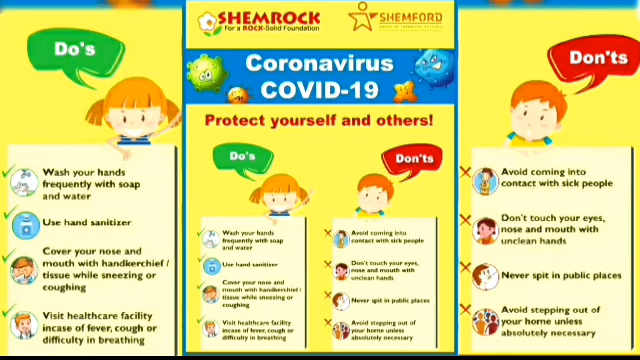 Do's
Wash your hands
frequently with soap
and water
Use hand sanitizer
Cover your nose and
mouth with handkerchief /
tissue while sneezing or
coughing
Visit healthcare facility
incase of fever, cough or
difficulty in breathing
SHEMROCK
For a ROCK-Solid Foundation
SHEMFORD
Coronavirus
COVID-19
Protect yourself and others!
Do's
Don'ts
Wash your hands
frequently with soap
and water
Use hand sanitizer
Cover your nose and
mouth with handkerchief /
tissue while sneezing or
coughing
Visit healthcare facility
incase of fever, cough or
difficulty in breathing
Avoid coming into
contact with sick people
Don't touch your eyes,
nose and mouth with
unclean hands
Never spit in public places
Avoid stepping out of
your home unless
absolutely necessary
Don'ts
Avoid coming into
contact with sick people
Don't touch your eyes,
nose and mouth with
unclean hands
Never spit in public places
Avoid stepping out of
your home unless
absolutely necessary